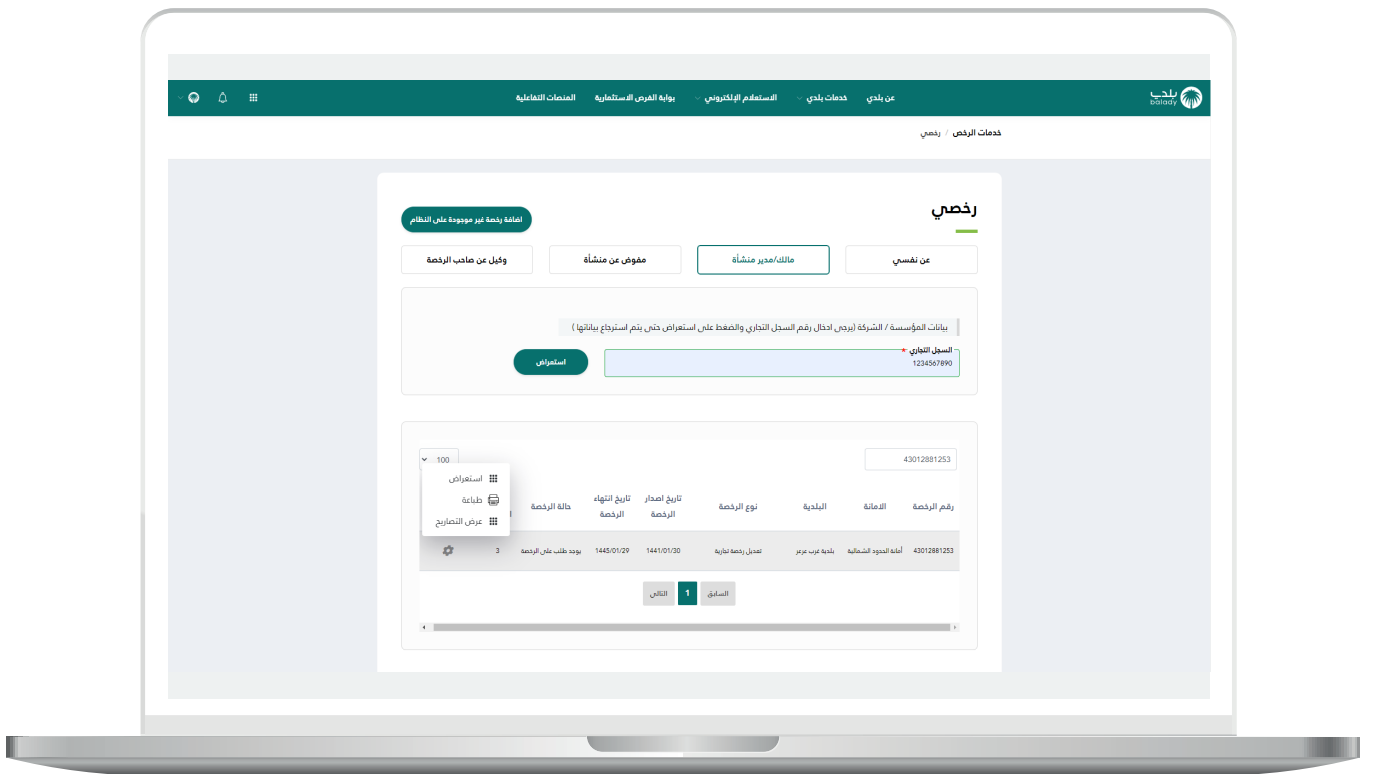 بلدي
balady
عن بلدي
خدمات بلدي
الاستعلام الإلكتروني
بوابة الفرص الاستثمارية
المنصات التفاعلية
خدمات الرخص / رخصي
رخصي
اضافة رخصة غير موجودة على النظام
عن نفسي
مالك/مدير منشأة
مفوض عن منشأة
وكيل عن صاحب الرخصة
بيانات المؤسسة / الشركة (يرجى ادخال رقم السجل التجاري والضغط على استعراض حتى يتم استرجاع بياناتها )
السجل التجاري *
1234567890
استعراض
43012881253
100
استعراض
طباعة
عرض التصاريح
رقم الرخصة
الامانة
البلدية
نوع الرخصة
تاريخ اصدار الرخصة
تاريخ انتهاء الرخصة
حالة الرخصة
43012881253
أمانة الحدود الشمالية
بلدية غرب عرعر
تعديل رخصة تجارية
1441/01/30
1445/01/29
يوجد طلب على الرخصة
3
السابق
1
التالي